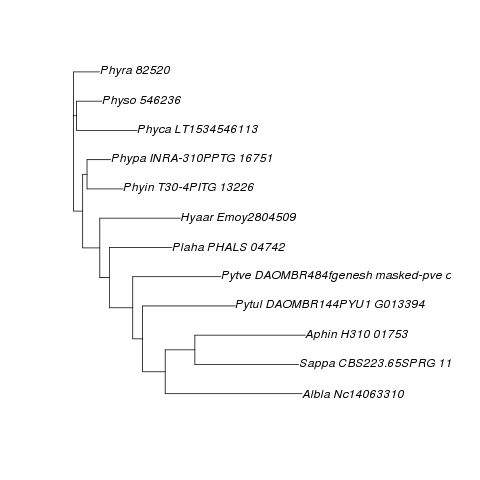 Phyra 82520
Physo 546236
Phyca LT1534546113
Phypa INRA-310PPTG 16751
Phyin T30-4PITG 13226
Hyaar Emoy2804509
Plaha PHALS 04742
Pytve DAOMBR484fgenesh masked-pve c
Pytul DAOMBR144PYU1 G013394
Aphin H310 01753
Sappa CBS223.65SPRG 11
Albla Nc14063310